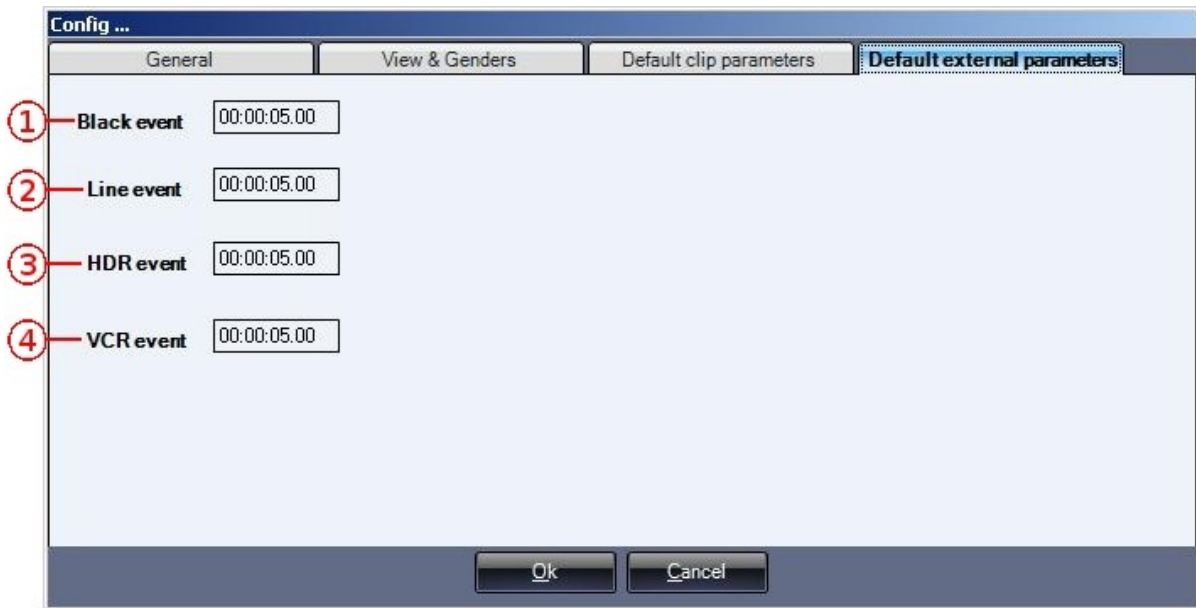 Config ...
General View & Genders Default clip parameters Default external parameters
1 Black event 00:00:05.00
2 Line event 00:00:05.00
3 HDR event 00:00:05.00
4 VCR event 00:00:05.00
Ok Cancel